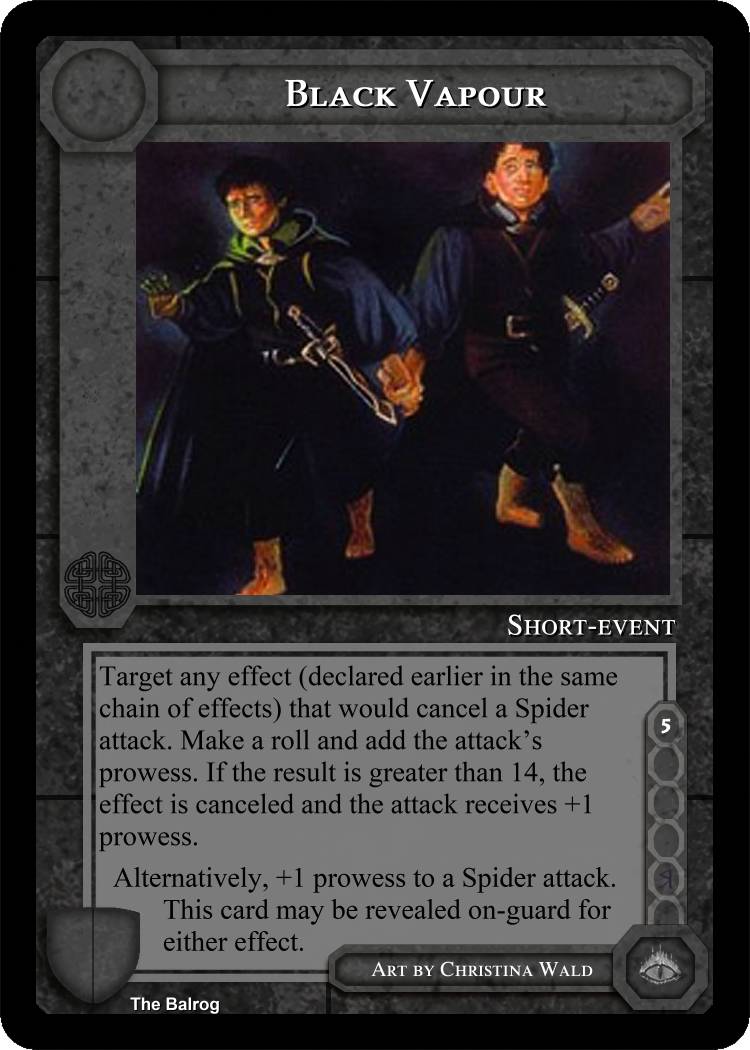 Black Vapour
Short-event
Target any effect (declared earlier in the same
chain of effects) that would cancel a Spider
attack. Make a roll and add the attack's
prowess. If the result is greater than 14, the
effect is canceled and the attack receives +1
prowess.
5
Alternatively, +1 prowess to a Spider attack.
This card may be revealed on-guard for
either effect.
Art by Christina Wald
The Balrog